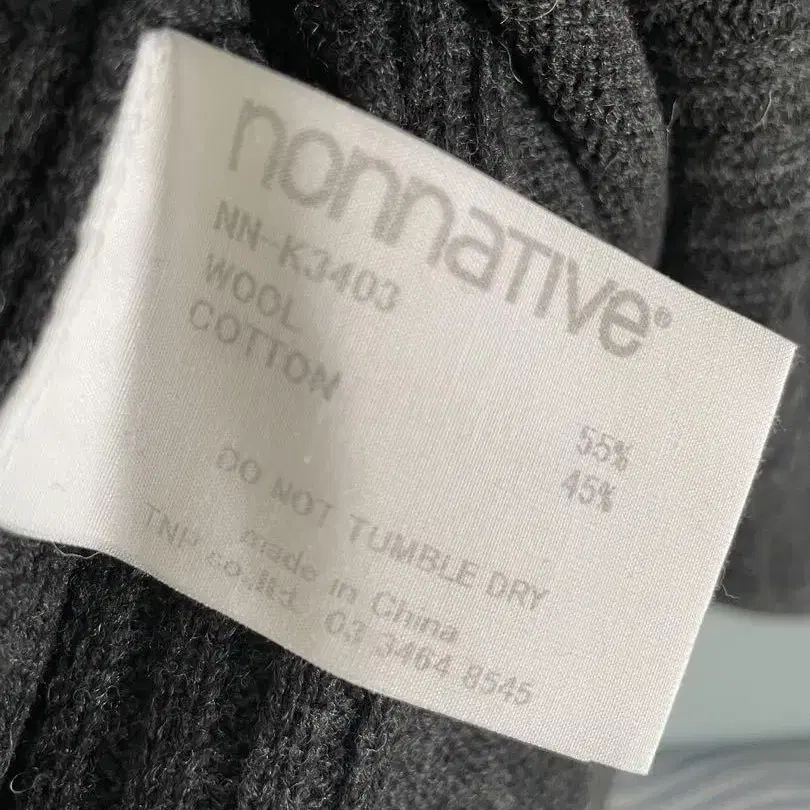 nonnaTIve®
NN-K3403
WOOL 55%
COTTON 45%
DO NOT TUMBLE DRY
made in China
TNP co.,ltd. 03 3464 8545